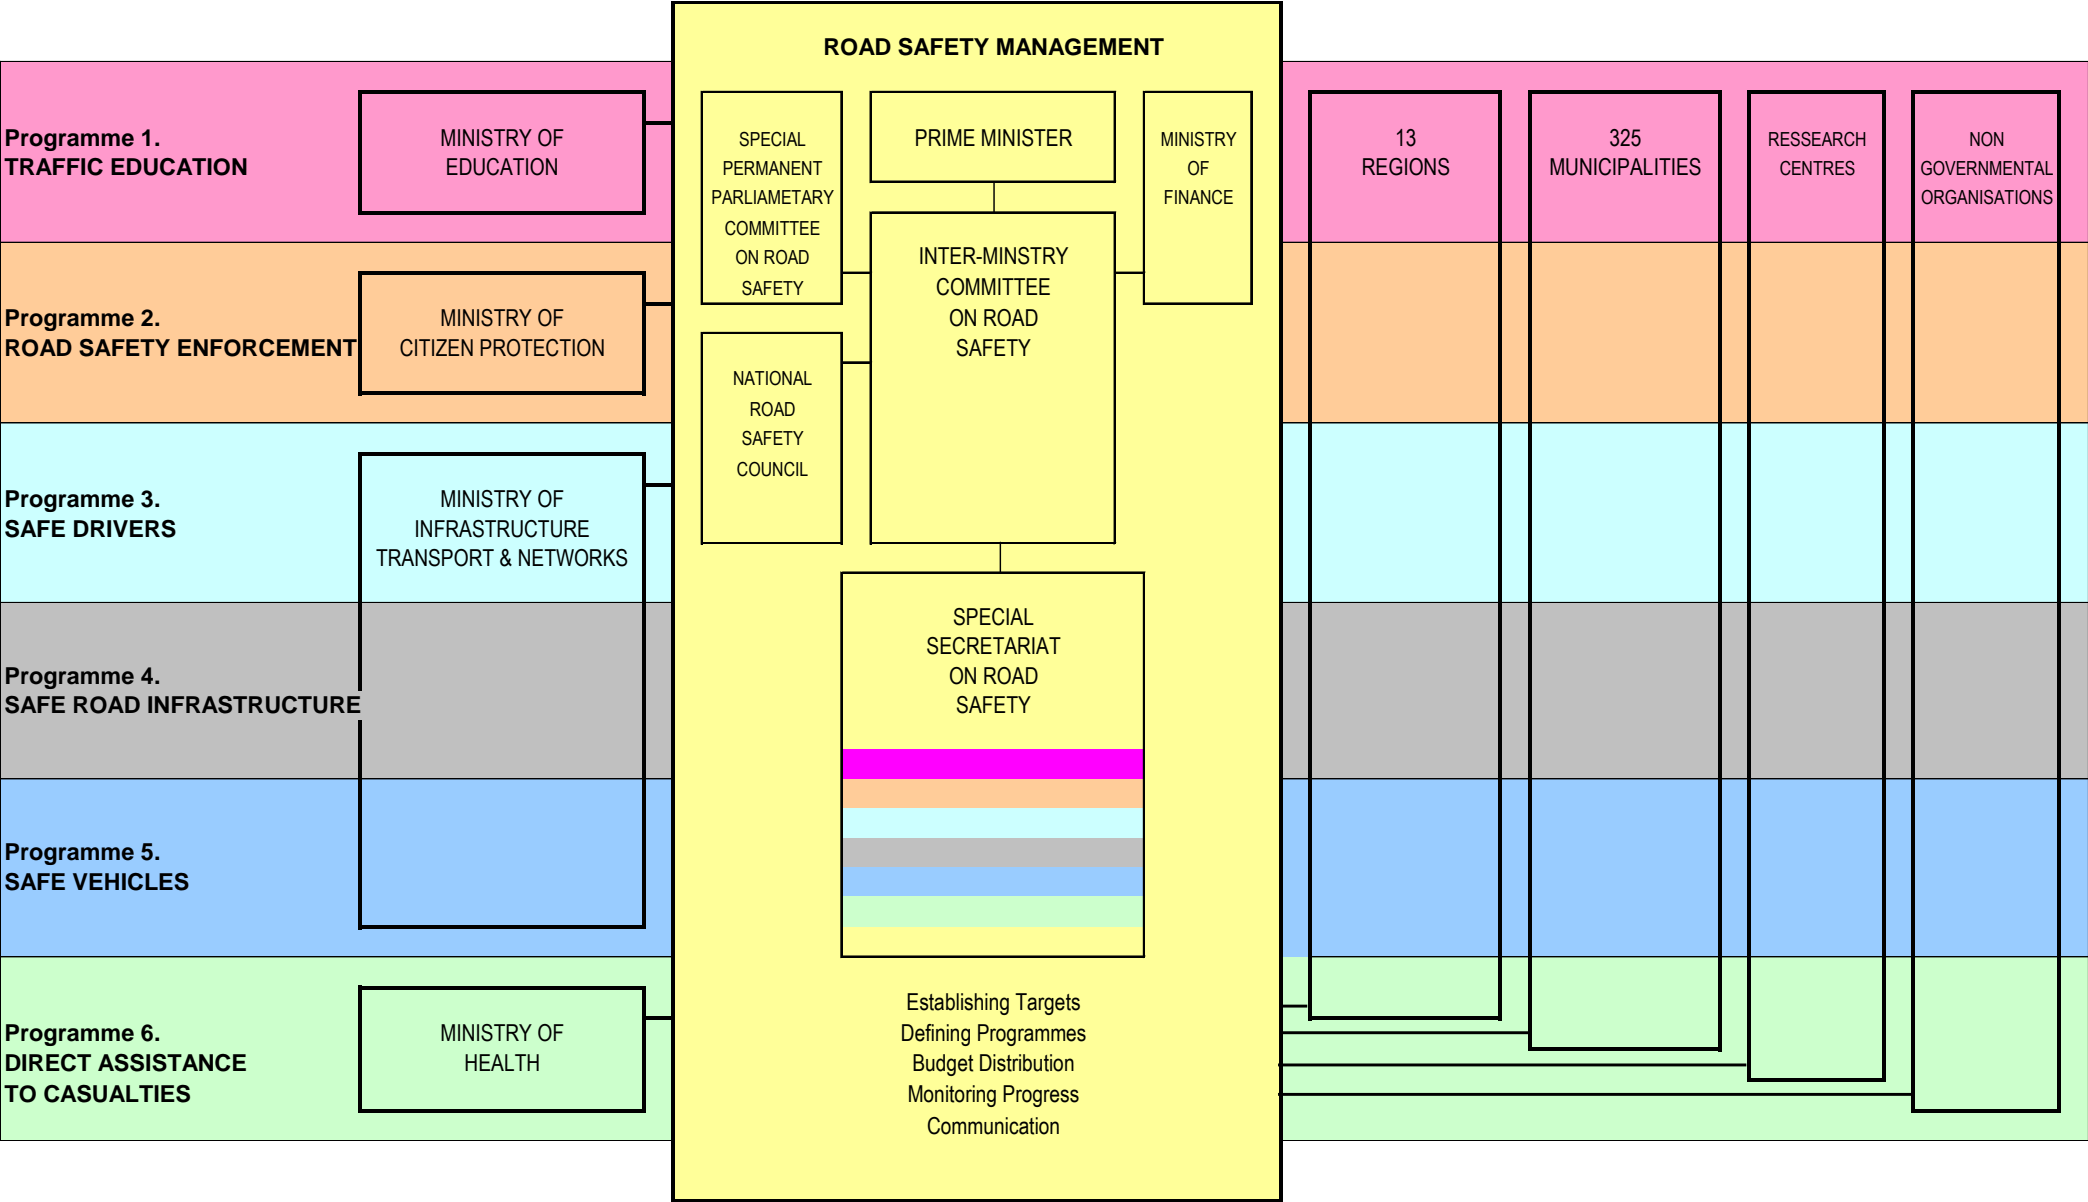 ROAD SAFETY MANAGEMENT
Programme 1.
TRAFFIC EDUCATION
MINISTRY OF
EDUCATION
Programme 2.
ROAD SAFETY ENFORCEMENT
MINISTRY OF
CITIZEN PROTECTION
Programme 3.
SAFE DRIVERS
MINISTRY OF
INFRASTRUCTURE
TRANSPORT & NETWORKS
Programme 4.
SAFE ROAD INFRASTRUCTURE
Programme 5.
SAFE VEHICLES
Programme 6.
DIRECT ASSISTANCE
TO CASUALTIES
MINISTRY OF
HEALTH
SPECIAL
PERMANENT
PARLIAMETARY
COMMITTEE
ON ROAD
SAFETY
PRIME MINISTER
MINISTRY
OF
FINANCE
INTER-MINSTRY
COMMITTEE
ON ROAD
SAFETY
NATIONAL
ROAD
SAFETY
COUNCIL
SPECIAL
SECRETARIAT
ON ROAD
SAFETY
Establishing Targets
Defining Programmes
Budget Distribution
Monitoring Progress
Communication
13
REGIONS
325
MUNICIPALITIES
RESSEARCH
CENTRES
NON
GOVERNMENTAL
ORGANISATIONS